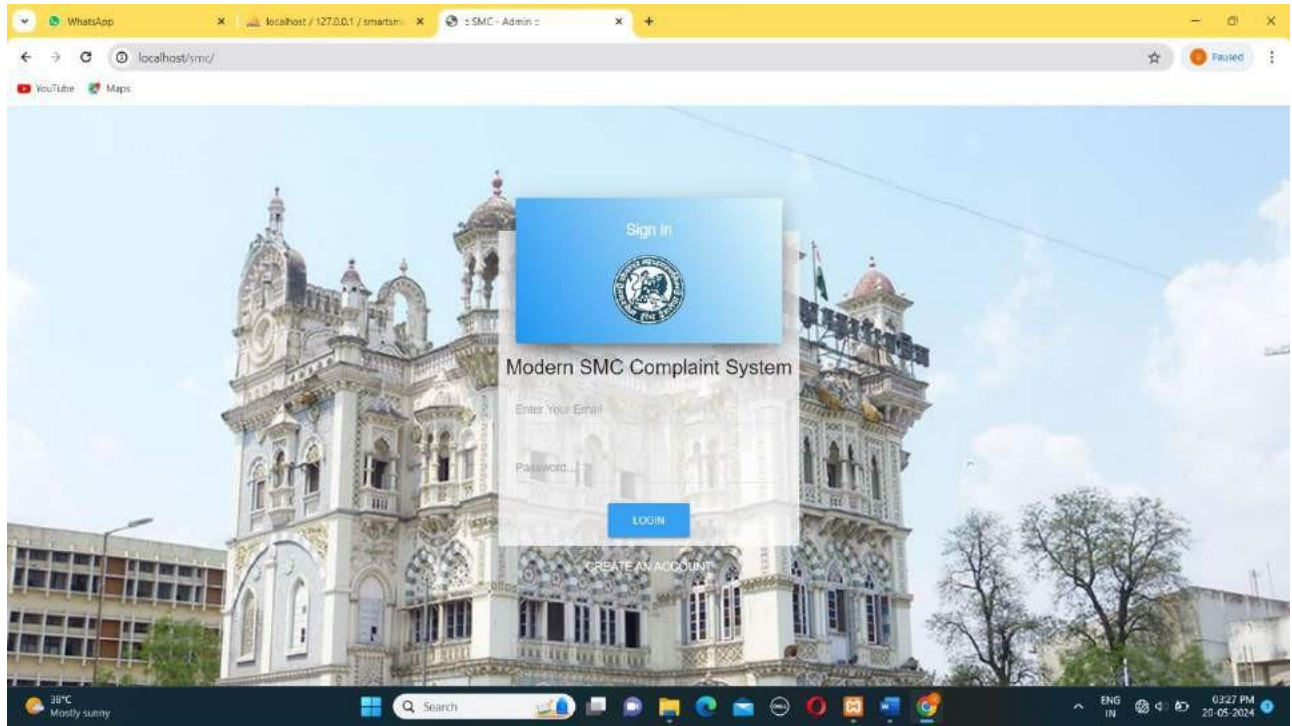 WhatsApp
localhost / 127.0.0.1 / smartsm
:: SMC - Admin ::
localhost/smc/
Paused
YouTube
Maps
Sign in
Modern SMC Complaint System
Enter Your Email
Password...
LOGIN
CREATE AN ACCOUNT
38°C
Mostly sunny
Search
ENG
IN
03:27 PM
20-05-2024